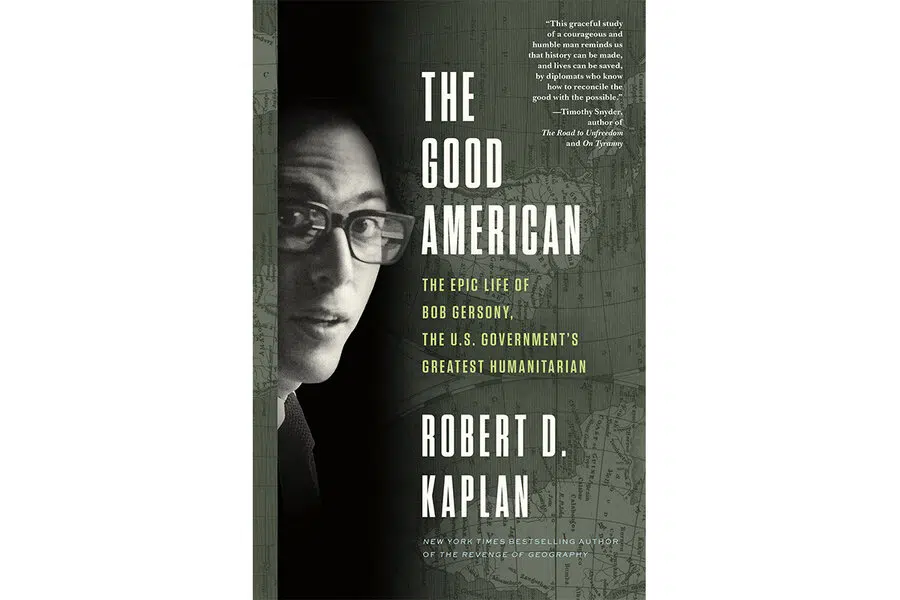 “This graceful study
of a courageous and
humble man reminds us
that history can be made,
and lives can be saved,
by diplomats who know
how to reconcile the
good with the possible.”
—Timothy Snyder,
author of
The Road to Unfreedom
and On Tyranny
THE
GOOD
AMERICAN
THE EPIC LIFE OF
BOB GERSONY,
THE U.S. GOVERNMENT’S
GREATEST HUMANITARIAN
ROBERT D.
KAPLAN
NEW YORK TIMES BESTSELLING AUTHOR
OF THE REVENGE OF GEOGRAPHY